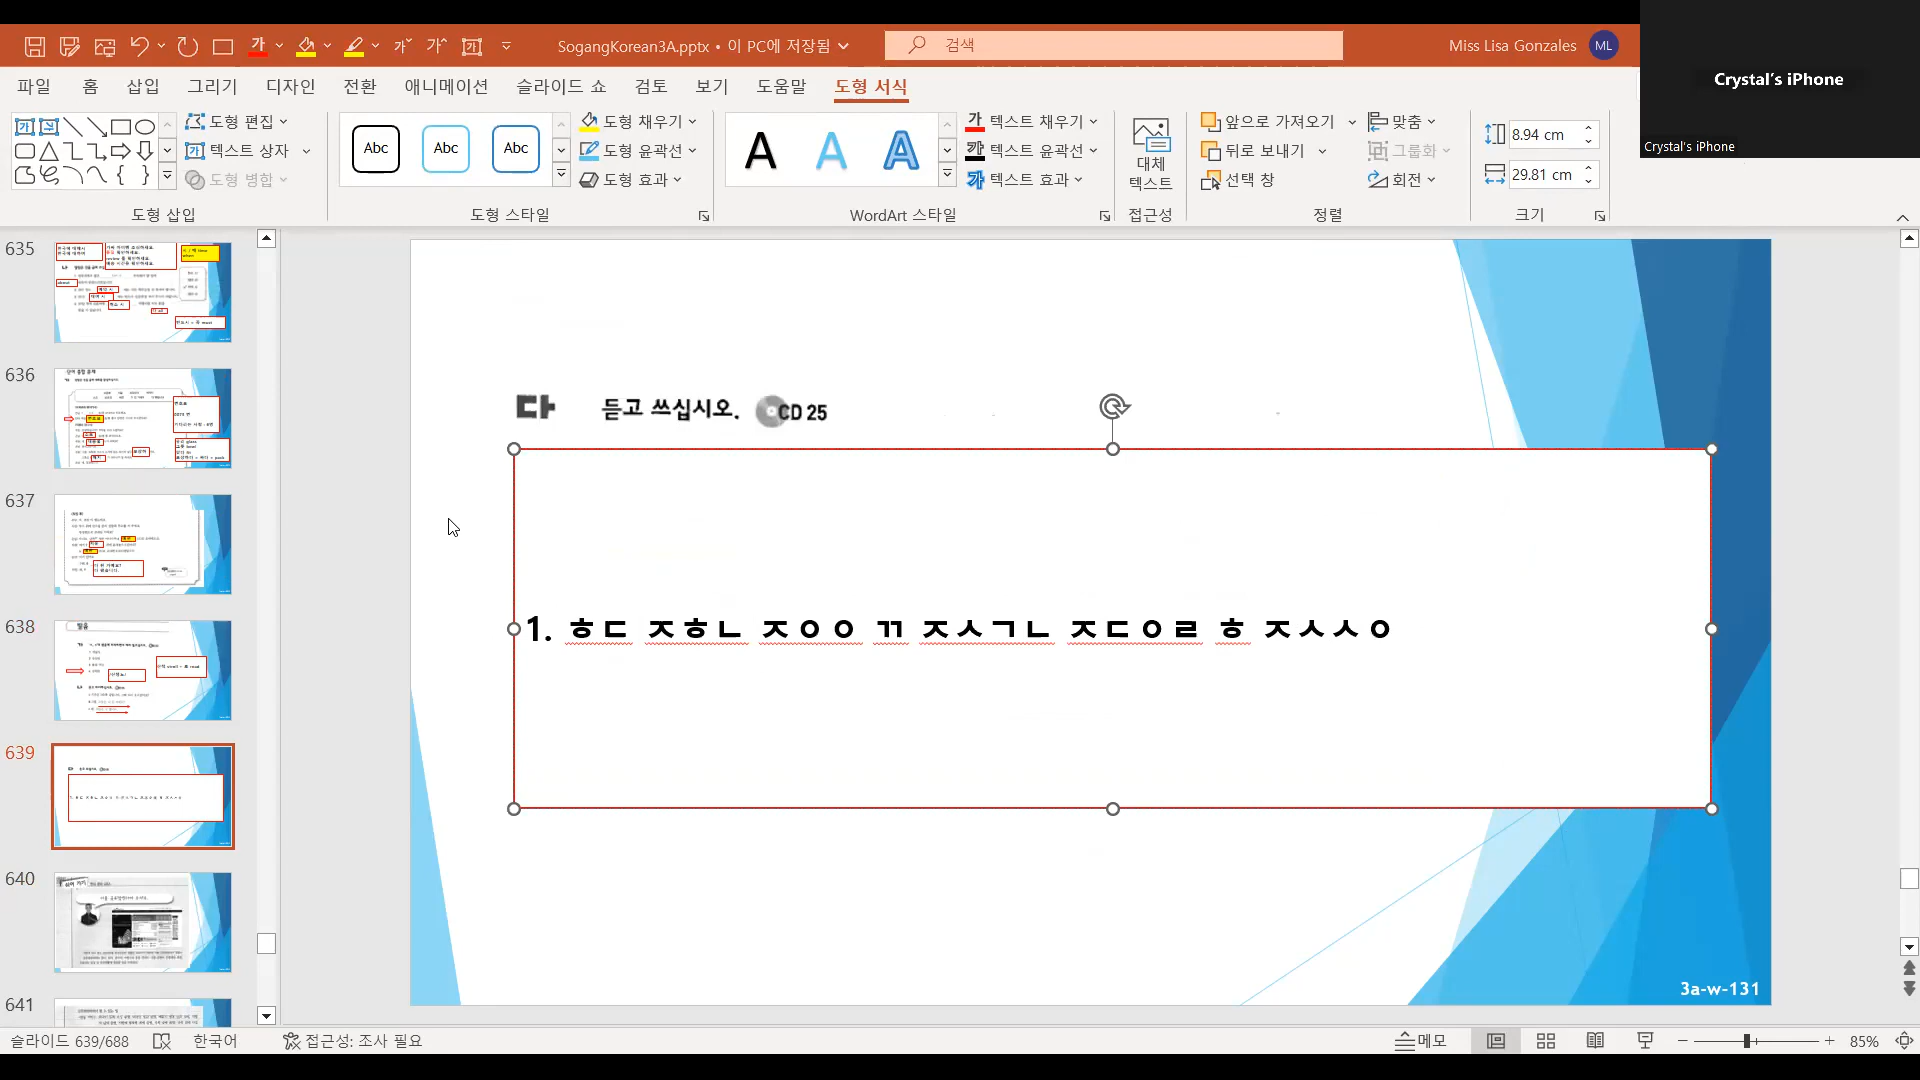 SogangKorean3A.pptx • 이 PC에 저장됨
검색
Miss Lisa Gonzales
ML
Crystal's iPhone
Crystal's iPhone
파일 홈 삽입 그리기 디자인 전환 애니메이션 슬라이드 쇼 검토 보기 도움말 도형 서식
도형 편집
텍스트 상자
도형 병합
도형 삽입
Abc Abc Abc
도형 채우기
도형 윤곽선
도형 효과
도형 스타일
A A A
텍스트 채우기
텍스트 윤곽선
텍스트 효과
WordArt 스타일
대체
텍스트
접근성
앞으로 가져오기
뒤로 보내기
선택 창
맞춤
그룹화
회전
정렬
8.94 cm
29.81 cm
크기
635
636
637
638
639
640
641
다 듣고 쓰십시오. CD 25
1. ㅎㄷ ㅈㅎㄴ ㅈㅇㅇ ㄲ ㅈㅅㄱㄴ ㅈㄷㅇㄹ ㅎ ㅈㅅㅅㅇ
3a-w-131
슬라이드 639/688 한국어 접근성: 조사 필요 메모 85%